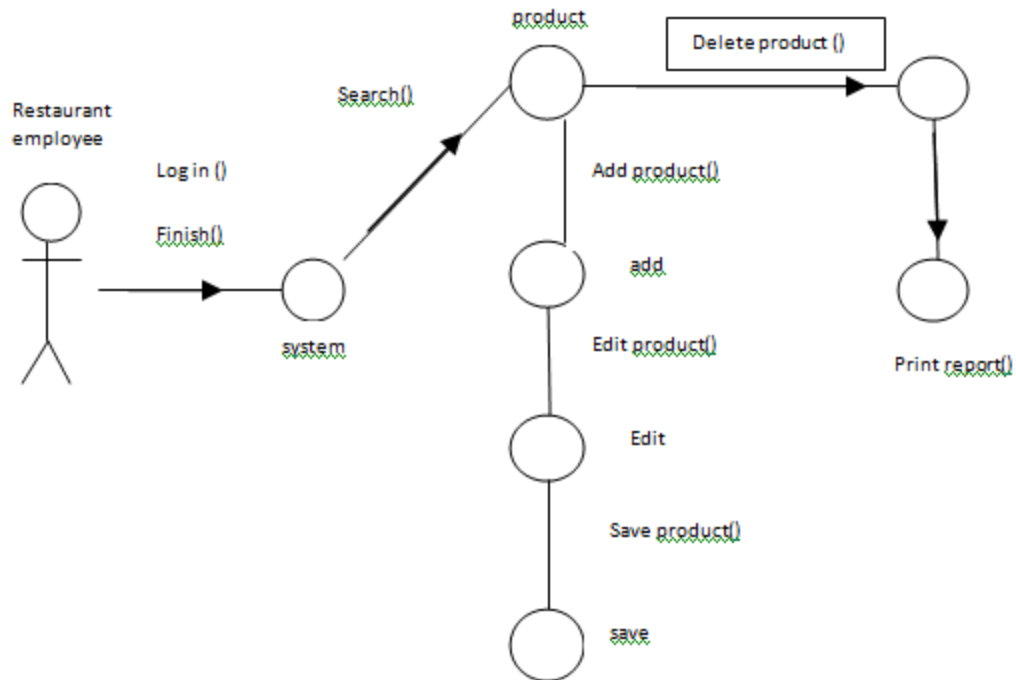 product
Delete product ()
Search()
Restaurant
employee
Log in ()
Add product()
Finish()
add
system
Edit product()
Print report()
Edit
Save product()
save